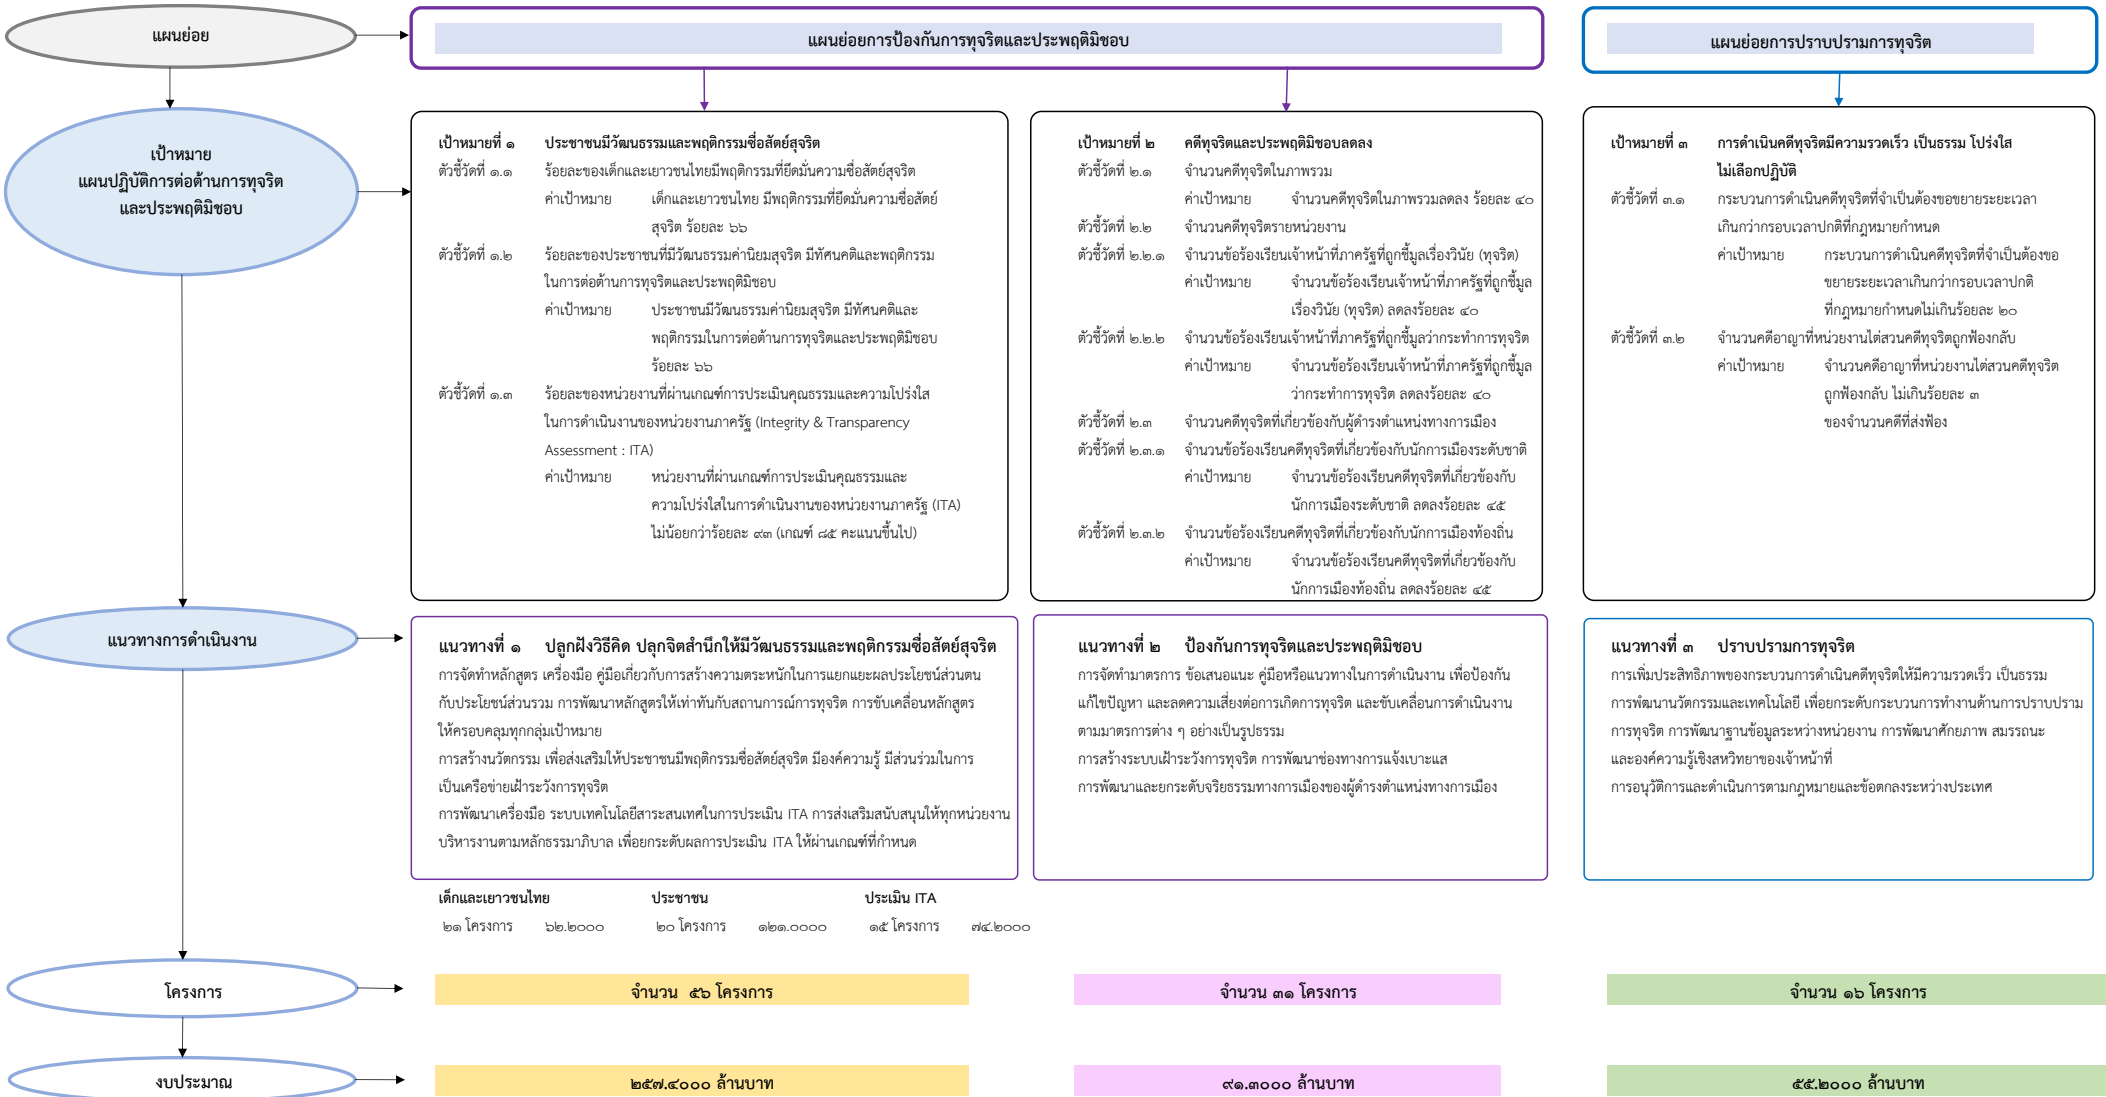 แผนย่อย
แผนย่อยการป้องกันการทุจริตและประพฤติมิชอบ
แผนย่อยการปราบปรามการทุจริต
เป้าหมาย
แผนปฏิบัติการต่อต้านการทุจริต
และประพฤติมิชอบ
เป้าหมายที่ ๑ ประชาชนมีวัฒนธรรมและพฤติกรรมซื่อสัตย์สุจริต
ตัวชี้วัดที่ ๑.๑ ร้อยละของเด็กและเยาวชนไทยมีพฤติกรรมที่ยึดมั่นความซื่อสัตย์สุจริต
ค่าเป้าหมาย เด็กและเยาวชนไทย มีพฤติกรรมที่ยึดมั่นความซื่อสัตย์
สุจริต ร้อยละ ๖๖
ตัวชี้วัดที่ ๑.๒ ร้อยละของประชาชนที่มีวัฒนธรรมค่านิยมสุจริต มีทัศนคติและพฤติกรรม
ในการต่อต้านการทุจริตและประพฤติมิชอบ
ค่าเป้าหมาย ประชาชนมีวัฒนธรรมค่านิยมสุจริต มีทัศนคติและ
พฤติกรรมในการต่อต้านการทุจริตและประพฤติมิชอบ
ร้อยละ ๖๖
ตัวชี้วัดที่ ๑.๓ ร้อยละของหน่วยงานที่ผ่านเกณฑ์การประเมินคุณธรรมและความโปร่งใส
ในการดำเนินงานของหน่วยงานภาครัฐ (Integrity & Transparency
Assessment : ITA)
ค่าเป้าหมาย หน่วยงานที่ผ่านเกณฑ์การประเมินคุณธรรมและ
ความโปร่งใสในการดำเนินงานของหน่วยงานภาครัฐ (ITA)
ไม่น้อยกว่าร้อยละ ๙๓ (เกณฑ์ ๘๕ คะแนนขึ้นไป)
เป้าหมายที่ ๒ คดีทุจริตและประพฤติมิชอบลดลง
ตัวชี้วัดที่ ๒.๑ จำนวนคดีทุจริตในภาพรวม
ค่าเป้าหมาย จำนวนคดีทุจริตในภาพรวมลดลง ร้อยละ ๔๐
ตัวชี้วัดที่ ๒.๒ จำนวนคดีทุจริตรายหน่วยงาน
ตัวชี้วัดที่ ๒.๒.๑ จำนวนข้อร้องเรียนเจ้าหน้าที่ภาครัฐที่ถูกชี้มูลเรื่องวินัย (ทุจริต)
ค่าเป้าหมาย จำนวนข้อร้องเรียนเจ้าหน้าที่ภาครัฐที่ถูกชี้มูล
เรื่องวินัย (ทุจริต) ลดลงร้อยละ ๔๐
ตัวชี้วัดที่ ๒.๒.๒ จำนวนข้อร้องเรียนเจ้าหน้าที่ภาครัฐที่ถูกชี้มูลว่ากระทำการทุจริต
ค่าเป้าหมาย จำนวนข้อร้องเรียนเจ้าหน้าที่ภาครัฐที่ถูกชี้มูล
ว่ากระทำการทุจริต ลดลงร้อยละ ๔๐
ตัวชี้วัดที่ ๒.๓ จำนวนคดีทุจริตที่เกี่ยวข้องกับผู้ดำรงตำแหน่งทางการเมือง
ตัวชี้วัดที่ ๒.๓.๑ จำนวนข้อร้องเรียนคดีทุจริตที่เกี่ยวข้องกับนักการเมืองระดับชาติ
ค่าเป้าหมาย จำนวนข้อร้องเรียนคดีทุจริตที่เกี่ยวข้องกับ
นักการเมืองระดับชาติ ลดลงร้อยละ ๔๕
ตัวชี้วัดที่ ๒.๓.๒ จำนวนข้อร้องเรียนคดีทุจริตที่เกี่ยวข้องกับนักการเมืองท้องถิ่น
ค่าเป้าหมาย จำนวนข้อร้องเรียนคดีทุจริตที่เกี่ยวข้องกับ
นักการเมืองท้องถิ่น ลดลงร้อยละ ๔๕
เป้าหมายที่ ๓ การดำเนินคดีทุจริตมีความรวดเร็ว เป็นธรรม โปร่งใส
ไม่เลือกปฏิบัติ
ตัวชี้วัดที่ ๓.๑ กระบวนการดำเนินคดีทุจริตที่จำเป็นต้องขอขยายระยะเวลา
เกินกว่ากรอบเวลาปกติที่กฎหมายกำหนด
ค่าเป้าหมาย กระบวนการดำเนินคดีทุจริตที่จำเป็นต้องขอ
ขยายระยะเวลาเกินกว่ากรอบเวลาปกติ
ที่กฎหมายกำหนดไม่เกินร้อยละ ๒๐
ตัวชี้วัดที่ ๓.๒ จำนวนคดีอาญาที่หน่วยงานไต่สวนคดีทุจริตถูกฟ้องกลับ
ค่าเป้าหมาย จำนวนคดีอาญาที่หน่วยงานไต่สวนคดีทุจริต
ถูกฟ้องกลับ ไม่เกินร้อยละ ๓
ของจำนวนคดีที่ส่งฟ้อง
แนวทางการดำเนินงาน
แนวทางที่ ๑ ปลูกฝังวิธีคิด ปลุกจิตสำนึกให้มีวัฒนธรรมและพฤติกรรมซื่อสัตย์สุจริต
การจัดทำหลักสูตร เครื่องมือ คู่มือเกี่ยวกับการสร้างความตระหนักในการแยกแยะผลประโยชน์ส่วนตน
กับประโยชน์ส่วนรวม การพัฒนาหลักสูตรให้เท่าทันกับสถานการณ์การทุจริต การขับเคลื่อนหลักสูตร
ให้ครอบคลุมทุกกลุ่มเป้าหมาย
การสร้างนวัตกรรม เพื่อส่งเสริมให้ประชาชนมีพฤติกรรมซื่อสัตย์สุจริต มีองค์ความรู้ มีส่วนร่วมในการ
เป็นเครือข่ายเฝ้าระวังการทุจริต
การพัฒนาเครื่องมือ ระบบเทคโนโลยีสาระสนเทศในการประเมิน ITA การส่งเสริมสนับสนุนให้ทุกหน่วยงาน
บริหารงานตามหลักธรรมาภิบาล เพื่อยกระดับผลการประเมิน ITA ให้ผ่านเกณฑ์ที่กำหนด
แนวทางที่ ๒ ป้องกันการทุจริตและประพฤติมิชอบ
การจัดทำมาตรการ ข้อเสนอแนะ คู่มือหรือแนวทางในการดำเนินงาน เพื่อป้องกัน
แก้ไขปัญหา และลดความเสี่ยงต่อการเกิดการทุจริต และขับเคลื่อนการดำเนินงาน
ตามมาตรการต่าง ๆ อย่างเป็นรูปธรรม
การสร้างระบบเฝ้าระวังการทุจริต การพัฒนาช่องทางการแจ้งเบาะแส
การพัฒนาและยกระดับจริยธรรมทางการเมืองของผู้ดำรงตำแหน่งทางการเมือง
แนวทางที่ ๓ ปราบปรามการทุจริต
การเพิ่มประสิทธิภาพของกระบวนการดำเนินคดีทุจริตให้มีความรวดเร็ว เป็นธรรม
การพัฒนานวัตกรรมและเทคโนโลยี เพื่อยกระดับกระบวนการทำงานด้านการปราบปราม
การทุจริต การพัฒนาฐานข้อมูลระหว่างหน่วยงาน การพัฒนาศักยภาพ สมรรถนะ
และองค์ความรู้เชิงสหวิทยาของเจ้าหน้าที่
การอนุวัติการและดำเนินการตามกฎหมายและข้อตกลงระหว่างประเทศ
เด็กและเยาวชนไทย ประชาชน ประเมิน ITA
๒๑ โครงการ ๖๒.๒๐๐๐ ๒๐ โครงการ ๑๒๑.๐๐๐๐ ๑๕ โครงการ ๗๔.๒๐๐๐
โครงการ
จำนวน ๕๖ โครงการ
จำนวน ๓๑ โครงการ
จำนวน ๑๖ โครงการ
งบประมาณ
๒๕๗.๔๐๐๐ ล้านบาท
๙๑.๓๐๐๐ ล้านบาท
๕๕.๒๐๐๐ ล้านบาท